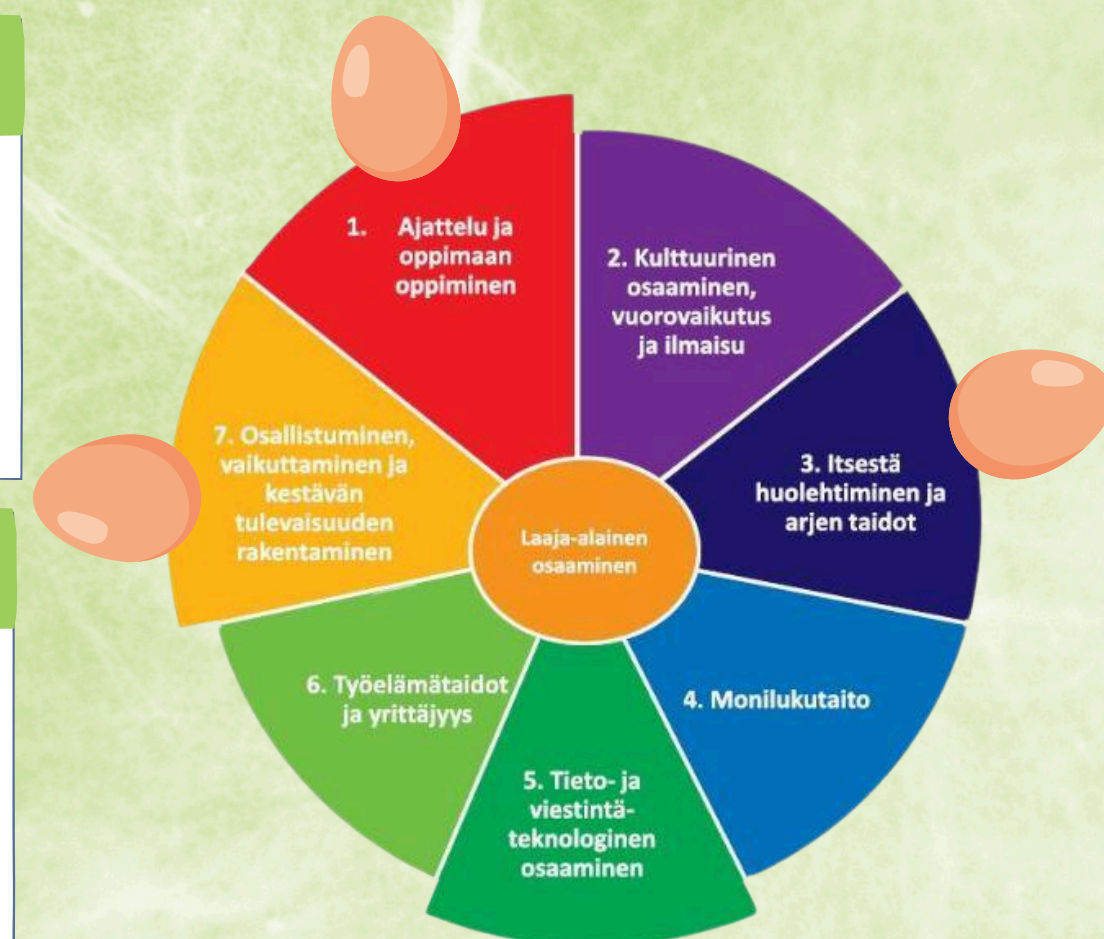 1. Ajattelu ja
oppimaan
oppiminen
2. Kulttuurinen
osaaminen,
vuorovaikutus
ja ilmaisu
3. Itsestä
huolehtiminen ja
arjen taidot
4. Monilukutaito
5. Tieto- ja
viestintä-
teknologinen
osaaminen
6. Työelämätaidot
ja yrittäjyys
7. Osallistuminen,
vaikuttaminen ja
kestävän
tulevaisuuden
rakentaminen
Laaja-alainen
osaaminen